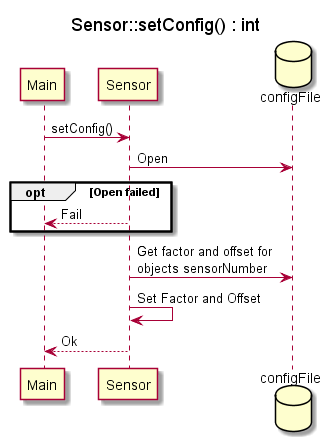 Sensor::setConfig() : int
Main
Sensor
configFile
setConfig()
Open
opt
[Open failed]
Fail
Get factor and offset for
objects sensorNumber
Set Factor and Offset
Ok
Main
Sensor
configFile